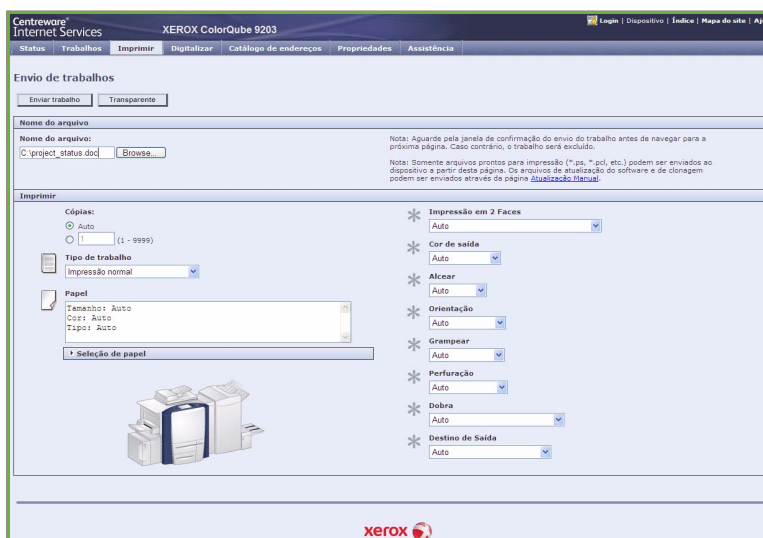 Centreware®
Internet Services
XEROX ColorQube 9203
Login | Dispositivo | Índice | Mapa do site |
Status Trabalhos Imprimir Digitalizar Catálogo de endereços Propriedades Assistência
Envio de trabalhos
Enviar trabalho Transparente
Nome do arquivo
Nome do arquivo:
C:\project_status.doc Browse...
Nota: Aguarde pela janela de confirmação do envio do trabalho antes de navegar para a
próxima página. Caso contrário, o trabalho será excluído.
Nota: Somente arquivos prontos para impressão (*.ps, *.pcl, etc.) podem ser enviados ao
dispositivo a partir desta página. Os arquivos de atualização do software e de clonagem
podem ser enviados através da página Atualização Manual.
Imprimir
Cópias:
Auto
1 (1 - 9999)
Tipo de trabalho
Impressão normal
Papel
Tamanho: Auto
Cor: Auto
Tipo: Auto
Seleção de papel
Impressão em 2 Faces
Auto
Cor de saída
Auto
Alcear
Auto
Orientação
Auto
Grampear
Auto
Perfuração
Auto
Dobra
Auto
Destino de Saída
Auto
xerox